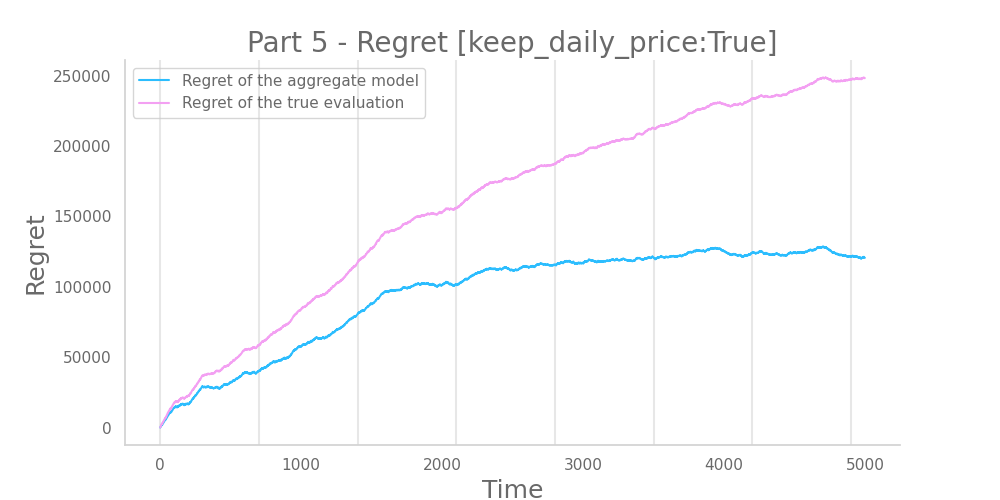 Part 5 - Regret [keep_daily_price:True]
Regret of the aggregate model
Regret of the true evaluation
Regret
250000
200000
150000
100000
50000
0
0 1000 2000 3000 4000 5000
Time